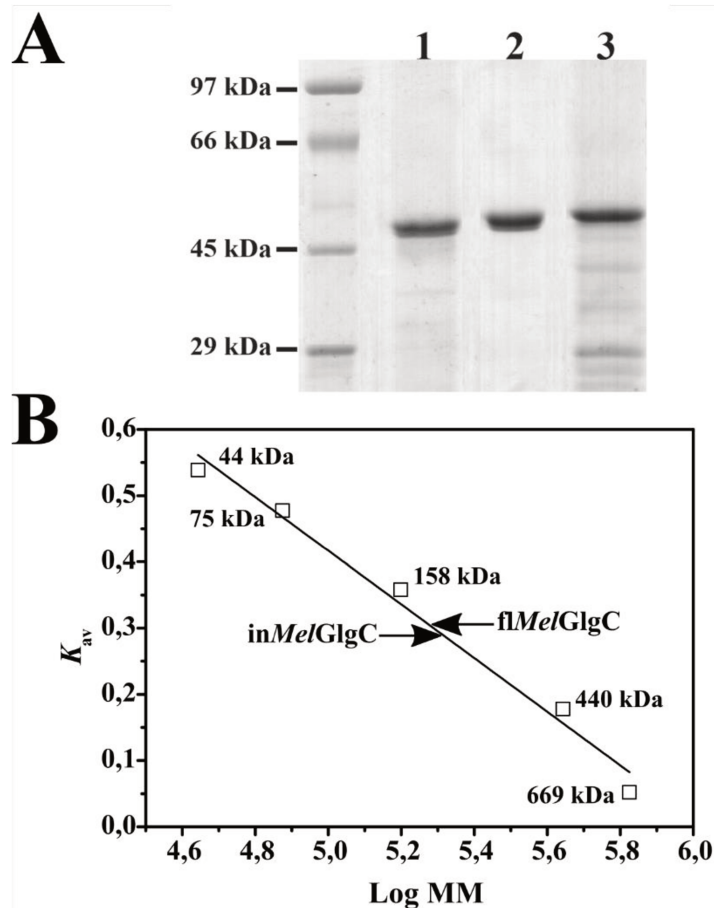 A
1 2 3
97 kDa
66 kDa
45 kDa
29 kDa
B
0,6
0,5
0,4
0,3
0,2
0,1
0,0
Kav
44 kDa
75 kDa
158 kDa
inMelGlgC
flMelGlgC
440 kDa
669 kDa
4,6 4,8 5,0 5,2 5,4 5,6 5,8 6,0
Log MM